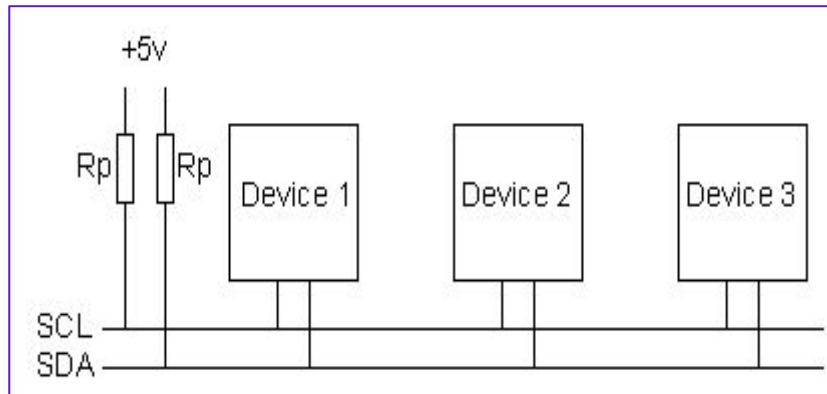 +5v
Rp Rp
Device 1 Device 2 Device 3
SCL
SDA